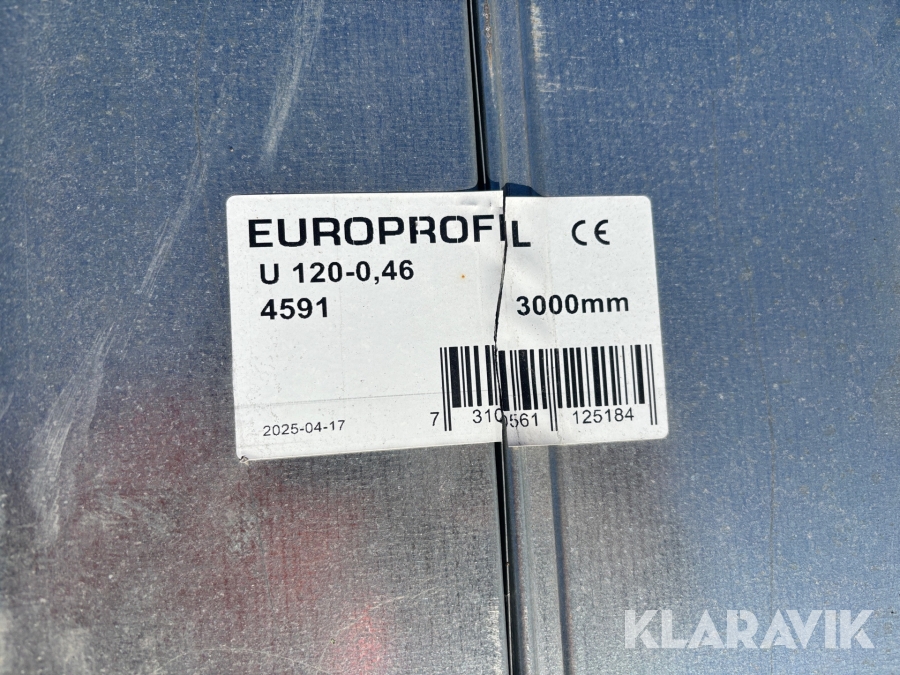 EUROPROFIL CE
U 120-0,46
4591 3000mm
2025-04-17
7 310561 125184
KLARAVIK